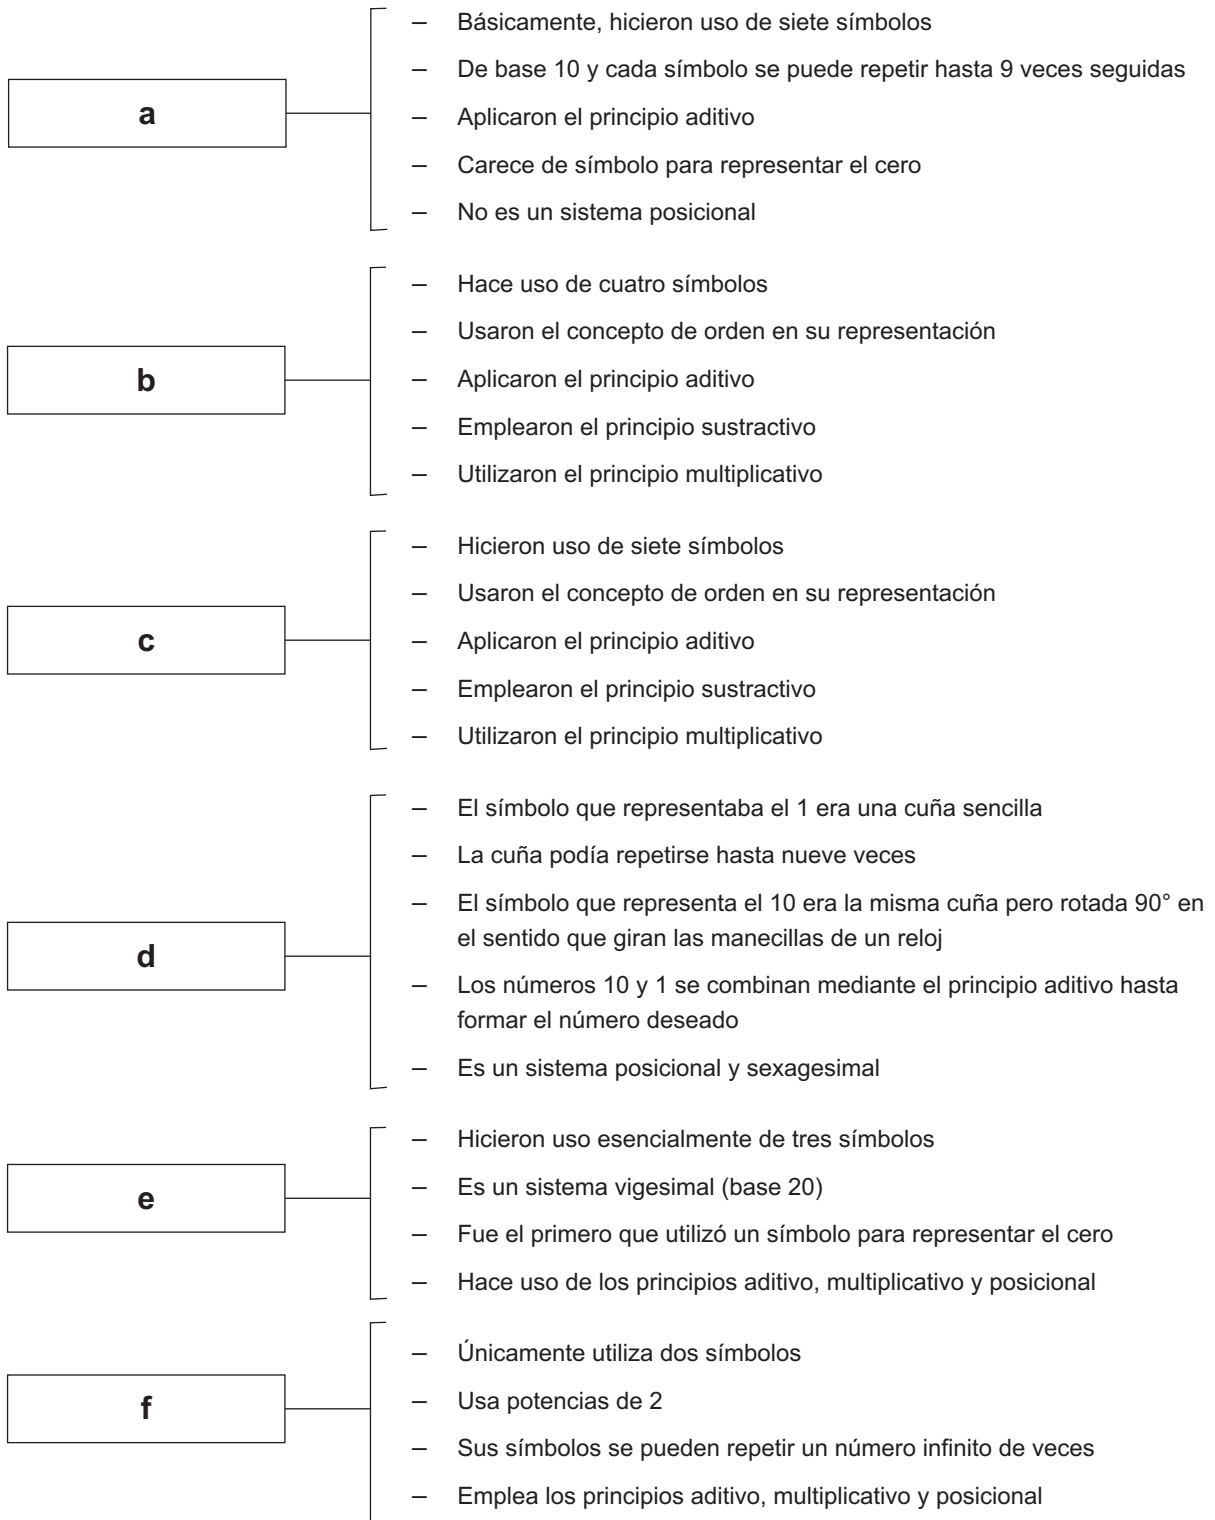 a
– Básicamente, hicieron uso de siete símbolos
– De base 10 y cada símbolo se puede repetir hasta 9 veces seguidas
– Aplicaron el principio aditivo
– Carece de símbolo para representar el cero
– No es un sistema posicional
b
– Hace uso de cuatro símbolos
– Usaron el concepto de orden en su representación
– Aplicaron el principio aditivo
– Emplearon el principio sustractivo
– Utilizaron el principio multiplicativo
c
– Hicieron uso de siete símbolos
– Usaron el concepto de orden en su representación
– Aplicaron el principio aditivo
– Emplearon el principio sustractivo
– Utilizaron el principio multiplicativo
d
– El símbolo que representaba el 1 era una cuña sencilla
– La cuña podía repetirse hasta nueve veces
– El símbolo que representa el 10 era la misma cuña pero rotada 90° en
el sentido que giran las manecillas de un reloj
– Los números 10 y 1 se combinan mediante el principio aditivo hasta
formar el número deseado
– Es un sistema posicional y sexagesimal
e
– Hicieron uso esencialmente de tres símbolos
– Es un sistema vigesimal (base 20)
– Fue el primero que utilizó un símbolo para representar el cero
– Hace uso de los principios aditivo, multiplicativo y posicional
f
– Únicamente utiliza dos símbolos
– Usa potencias de 2
– Sus símbolos se pueden repetir un número infinito de veces
– Emplea los principios aditivo, multiplicativo y posicional